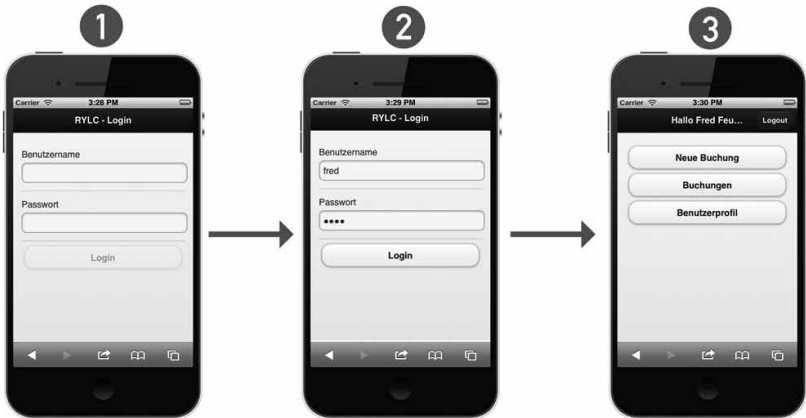 1
2
3
Carrier 3:28 PM
RYLC - Login
Benutzername
Passwort
Login
Carrier 3:29 PM
RYLC - Login
Benutzername
fred
Passwort
••••
Login
Carrier 3:30 PM
Hallo Fred Feu... Logout
Neue Buchung
Buchungen
Benutzerprofil